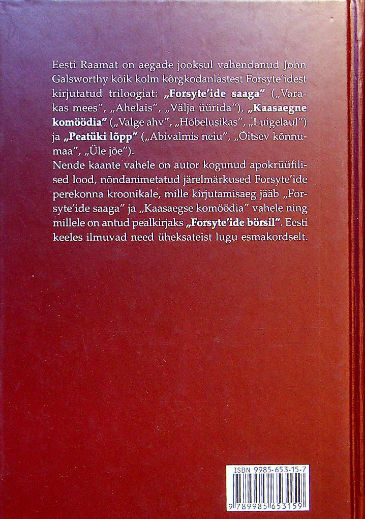 Eesti Raamat on aegade jooksul vahendanud John
Galsworthy kõik kolm kõrgkodanlastest Forsyte'idest
kirjutatud triloogiat: „Forsyte'ide saaga” („Vara-
kas mees”, „Ahelais”, „Välja üürida”), „Kaasaegne
komöödia” („Valge ahv”, „Hõbelusikas”, „Luigelaul”)
ja „Peatüki lõpp” („Abivalmis neiu”, „Õitsev kõnnu-
maa”, „Üle jõe”).
Nende kaante vahele on autor kogunud apokrüüfili-
sed lood, nõndanimetatud järelmärkused Forsyte'ide
perekonna kroonikale, mille kirjutamisaeg jääb „For-
syte'ide saaga” ja „Kaasaegse komöödia” vahele ning
millele on antud pealkirjaks „Forsyte'ide börsil”. Eesti
keeles ilmuvad need üheksateist lugu esmakordselt.
ISBN 9985-653-15-7
9 789985 653159